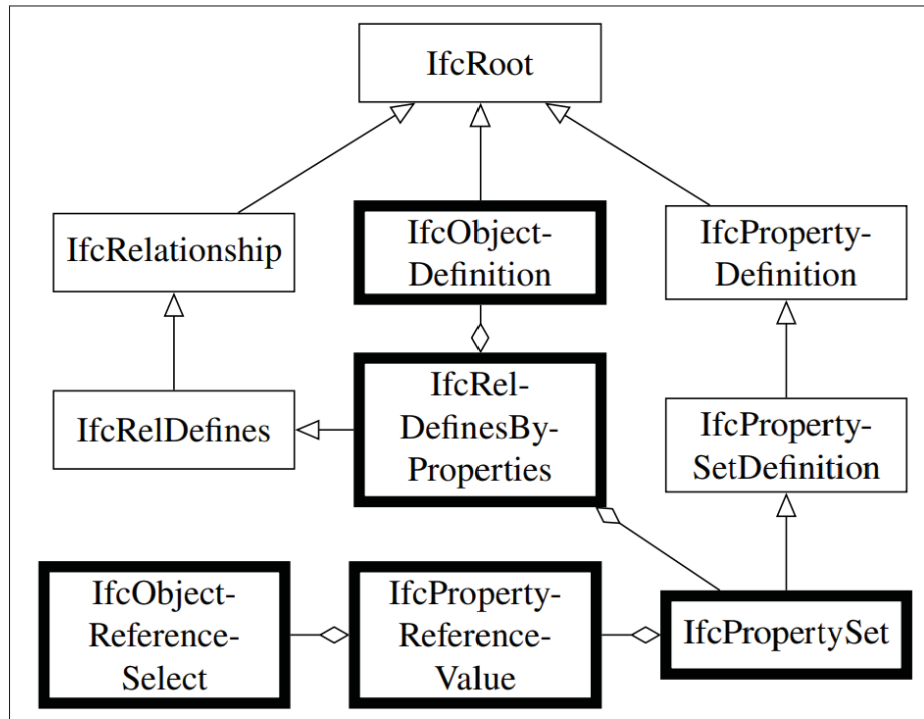 IfcRoot
IfcRelationship
IfcObject-
Definition
IfcProperty-
Definition
IfcRelDefines
IfcRel-
DefinesBy-
Properties
IfcProperty-
SetDefinition
IfcObject-
Reference-
Select
IfcProperty-
Reference-
Value
IfcPropertySet